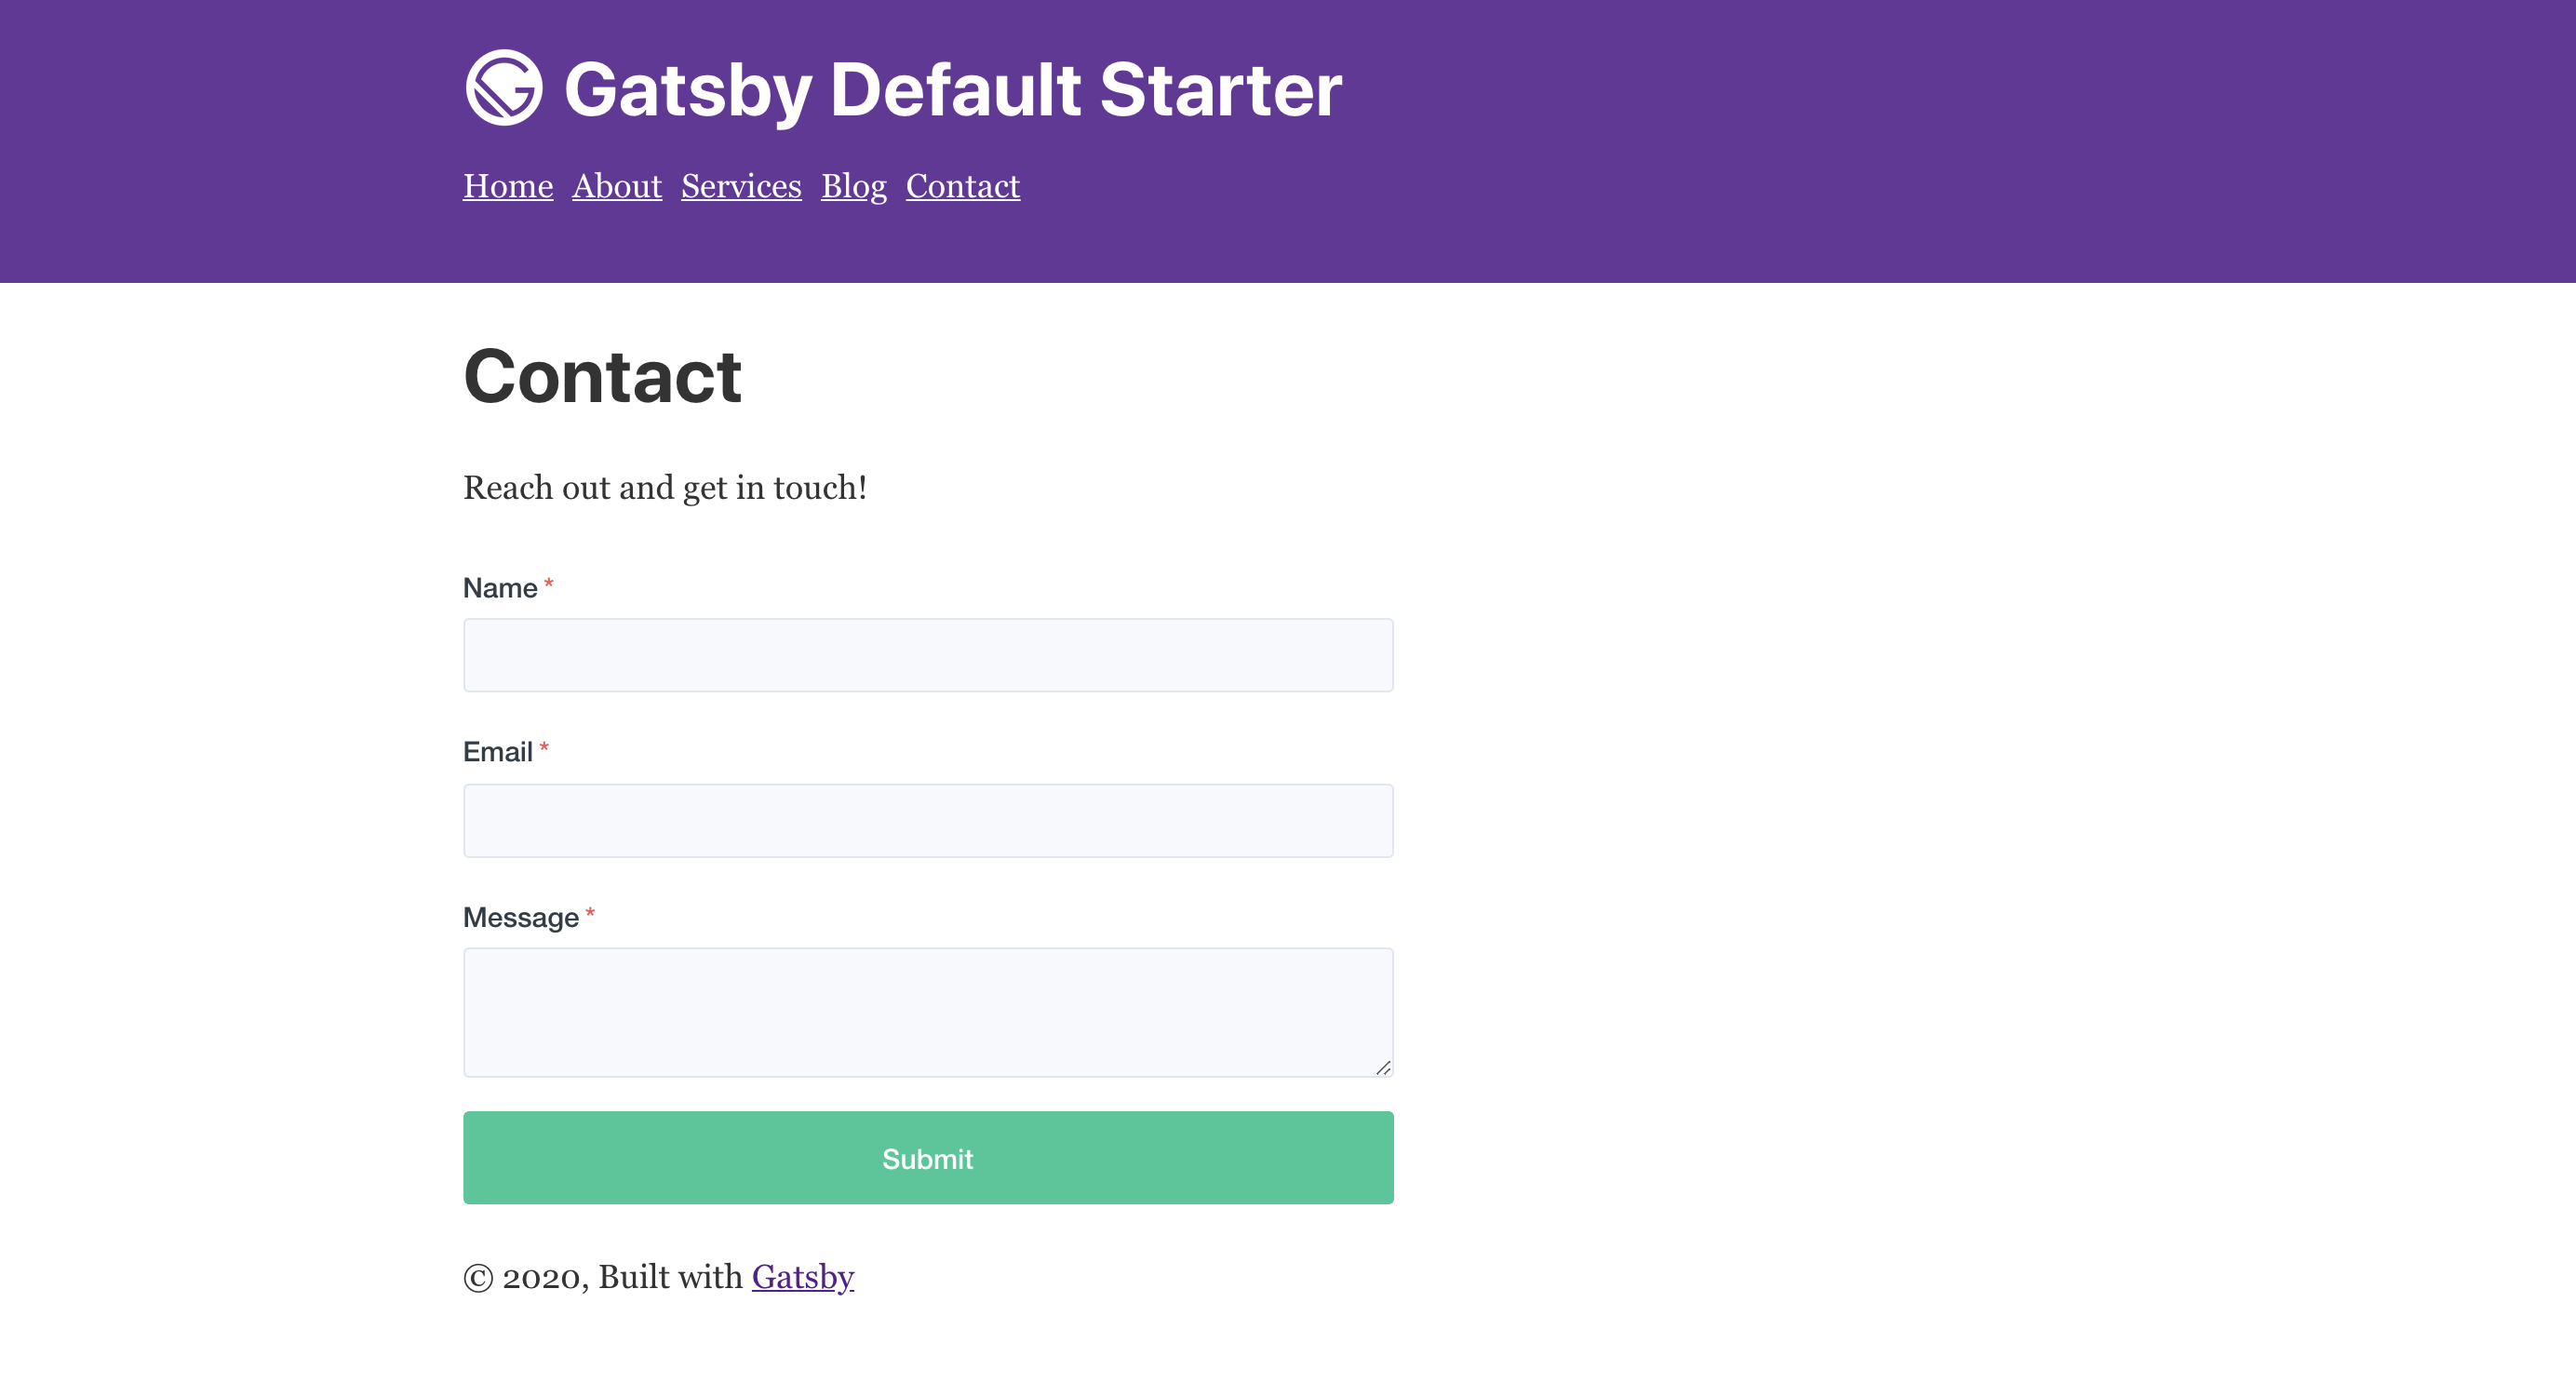 Gatsby Default Starter
Home About Services Blog Contact
Contact
Reach out and get in touch!
Name *
Email *
Message *
Submit
© 2020, Built with Gatsby